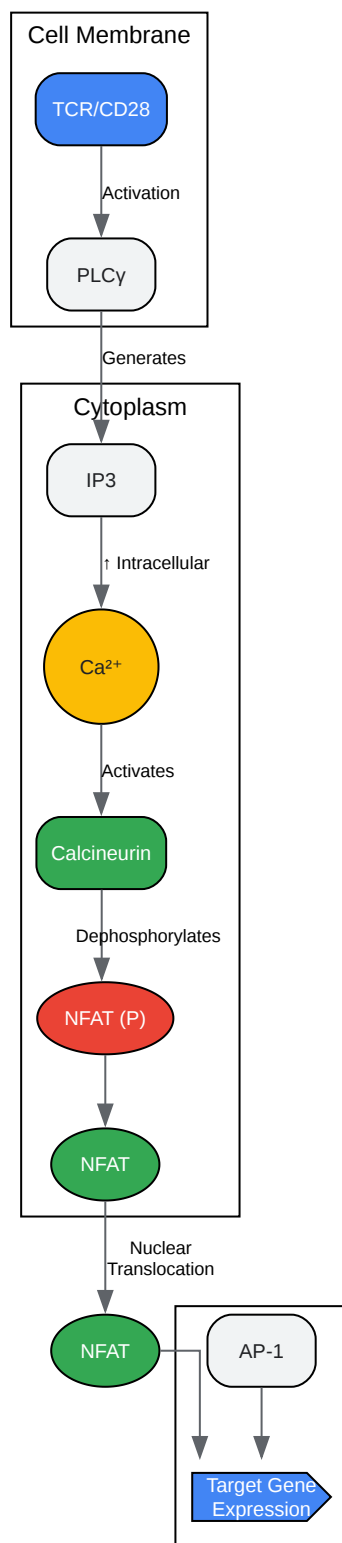 Cell Membrane
TCR/CD28
Activation
PLCγ
Generates
Cytoplasm
IP3
↑ Intracellular
Ca²⁺
Activates
Calcineurin
Dephosphorylates
NFAT (P)
NFAT
Nuclear
Translocation
NFAT
AP-1
Target Gene
Expression